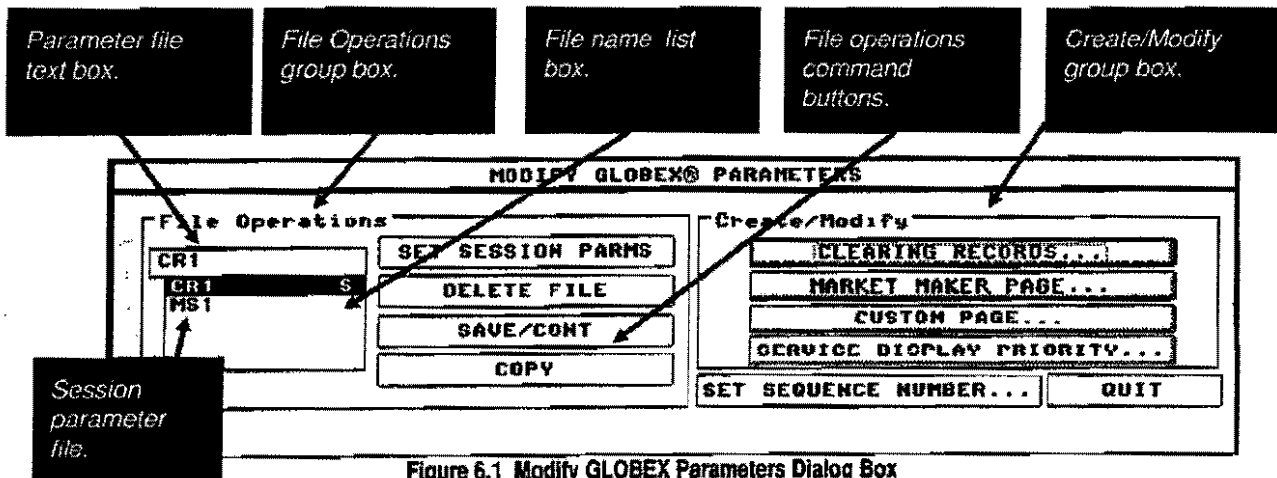 Parameter file
text box.
File Operations
group box.
File name list
box.
File operations
command
buttons.
Create/Modify
group box.
MODIFY GLOBEX® PARAMETERS
File Operations
CR1
CR1 S
MS1
SET SESSION PARMS
DELETE FILE
SAVE/CONT
COPY
Create/Modify
CLEARING RECORDS...
MARKET MAKER PAGE...
CUSTOM PAGE...
SERVICE DISPLAY PRIORITY...
SET SEQUENCE NUMBER...
QUIT
Session
parameter
file.
Figure 6.1 Modify GLOBEX Parameters Dialog Box